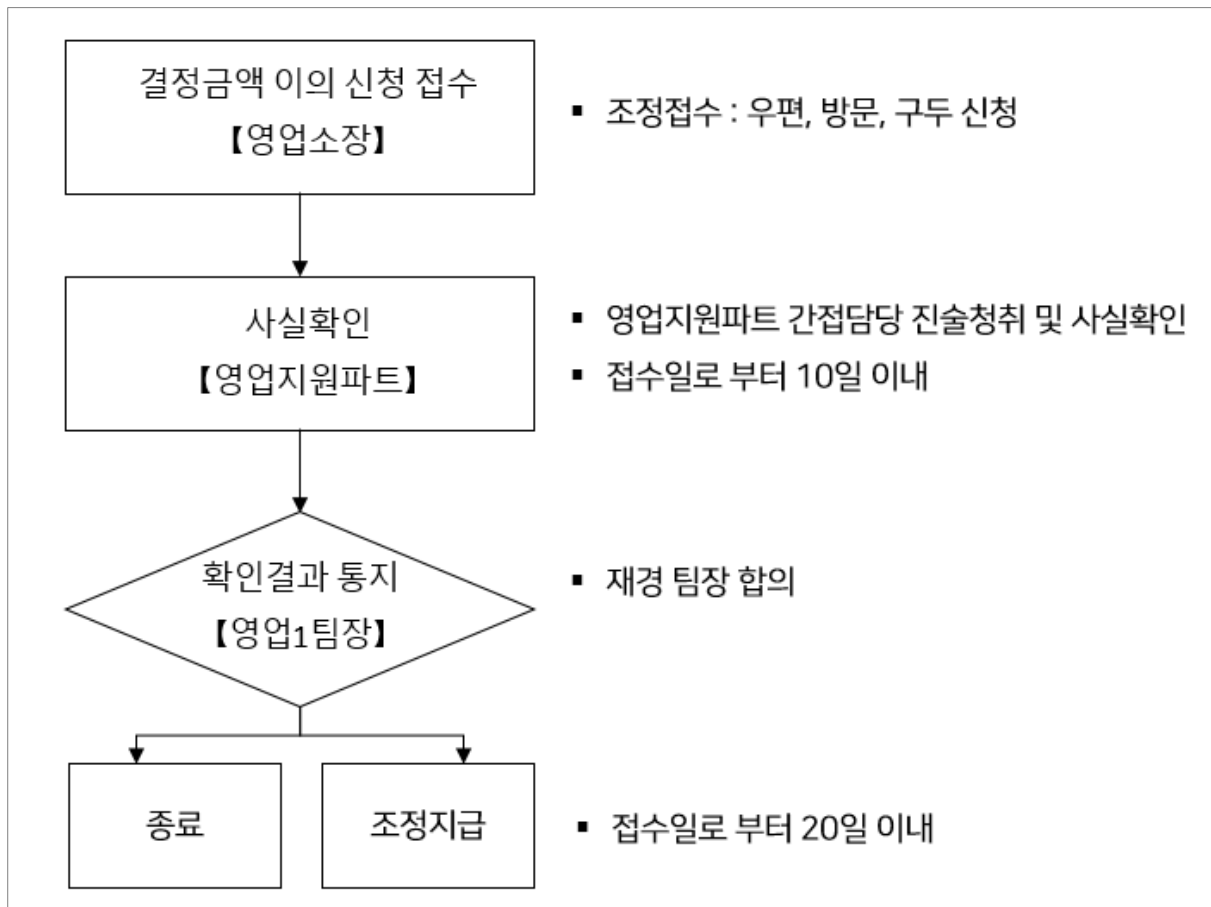 결정금액 이의 신청 접수
【영업소장】
▪ 조정접수 : 우편, 방문, 구두 신청
사실확인
【영업지원파트】
▪ 영업지원파트 간접담당 진술청취 및 사실확인
▪ 접수일로 부터 10일 이내
확인결과 통지
【영업1팀장】
▪ 재경 팀장 합의
종료
조정지급
▪ 접수일로 부터 20일 이내